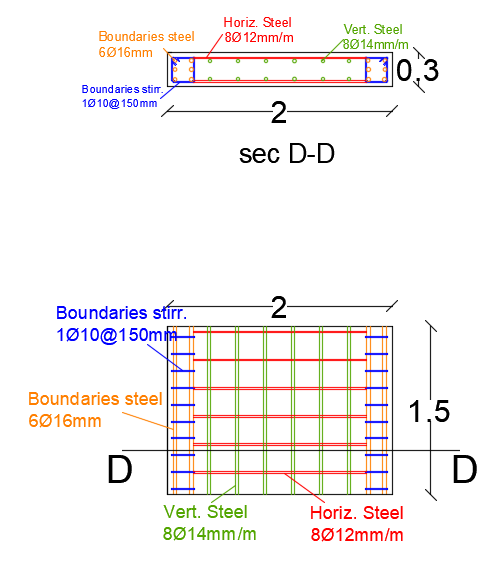 Boundaries steel
6Ø16mm
Horiz. Steel
8Ø12mm/m
Vert. Steel
8Ø14mm/m
0,3
Boundaries stirr.
1Ø10@150mm
2
sec D-D
2
Boundaries stirr.
1Ø10@150mm
Boundaries steel
6Ø16mm
1,5
D
D
Vert. Steel
8Ø14mm/m
Horiz. Steel
8Ø12mm/m